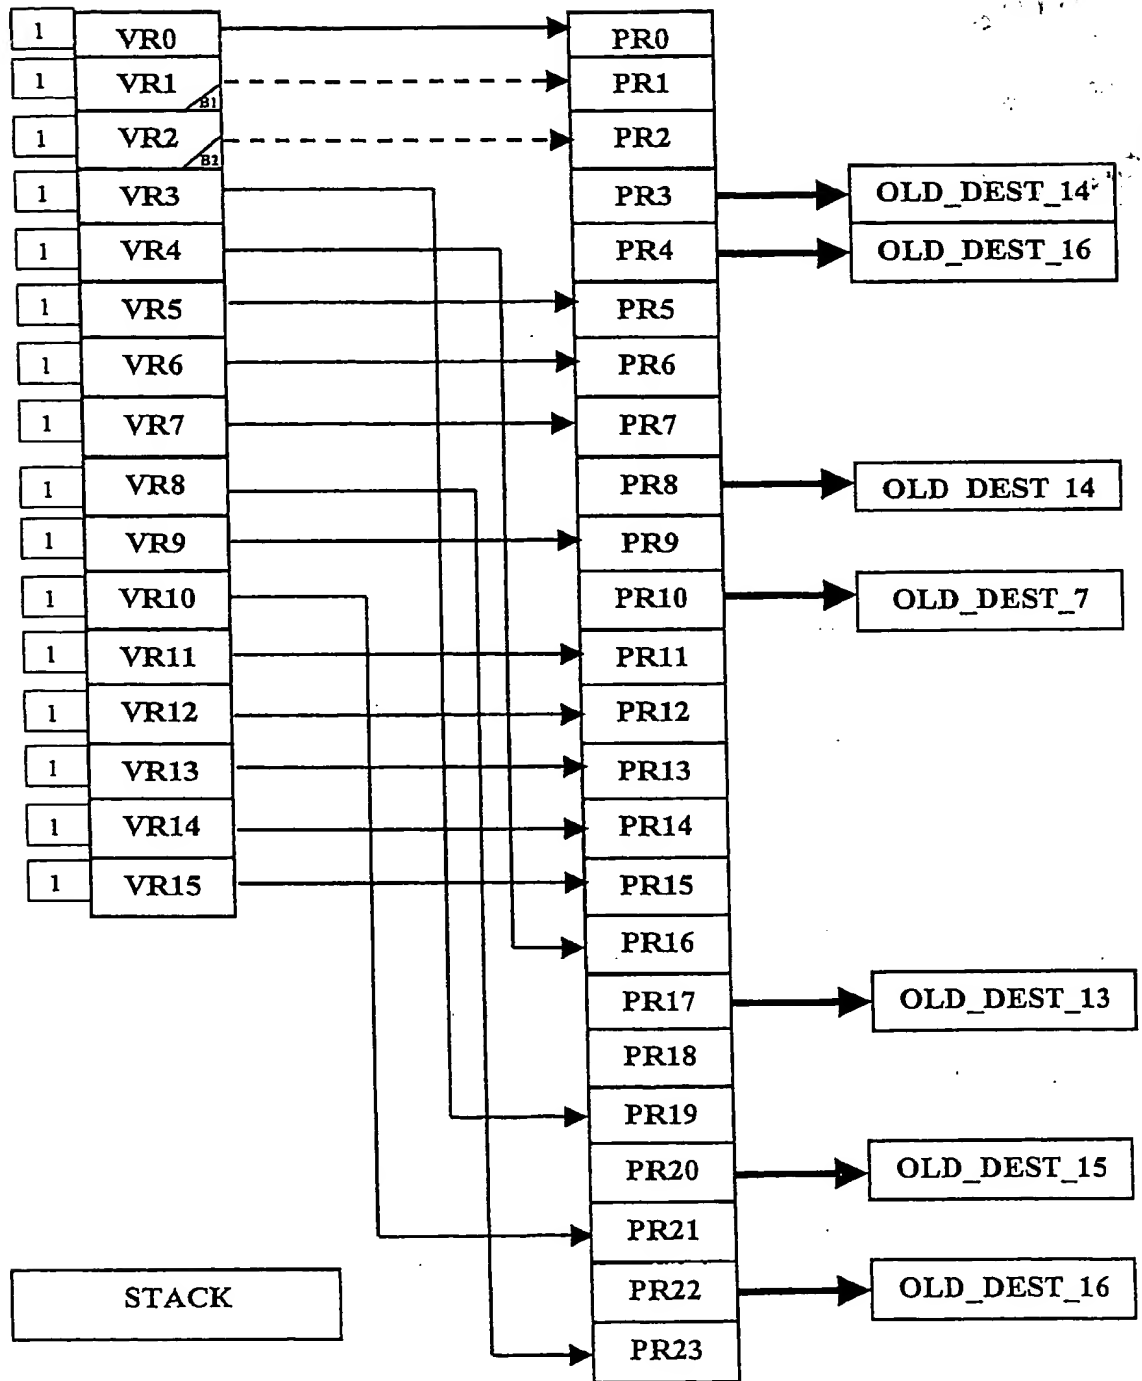 1 VR0 PR0
1 VR1 B1 PR1
1 VR2 B2 PR2
1 VR3 PR3 OLD_DEST_14
1 VR4 PR4 OLD_DEST_16
1 VR5 PR5
1 VR6 PR6
1 VR7 PR7
1 VR8 PR8 OLD DEST 14
1 VR9 PR9
1 VR10 PR10 OLD_DEST_7
1 VR11 PR11
1 VR12 PR12
1 VR13 PR13
1 VR14 PR14
1 VR15 PR15
PR16
PR17 OLD_DEST_13
PR18
PR19
PR20 OLD_DEST_15
PR21
STACK PR22 OLD_DEST_16
PR23